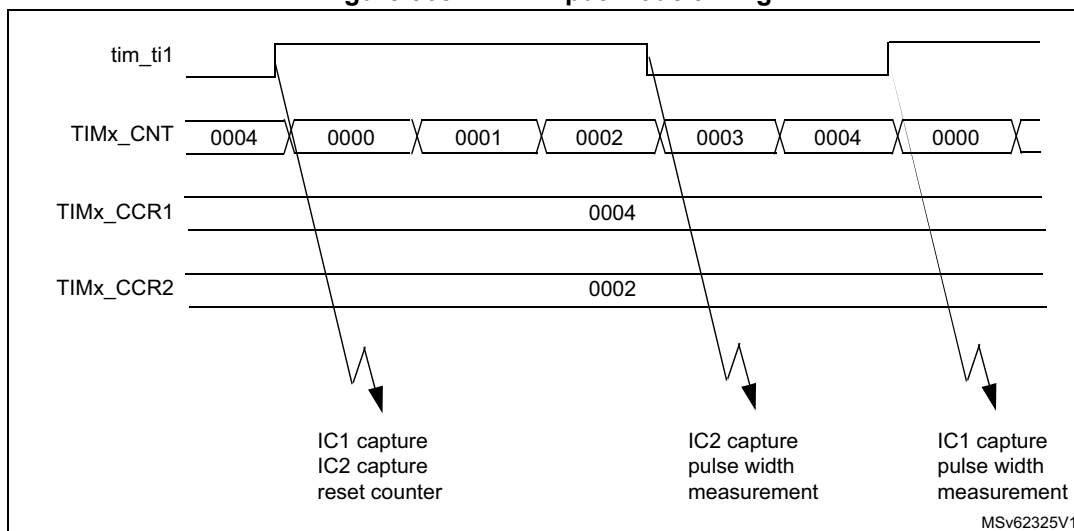 tim_ti1
TIMx_CNT 0004 0000 0001 0002 0003 0004 0000
TIMx_CCR1 0004
TIMx_CCR2 0002
IC1 capture
IC2 capture
reset counter
IC2 capture
pulse width
measurement
IC1 capture
pulse width
measurement
MSv62325V1